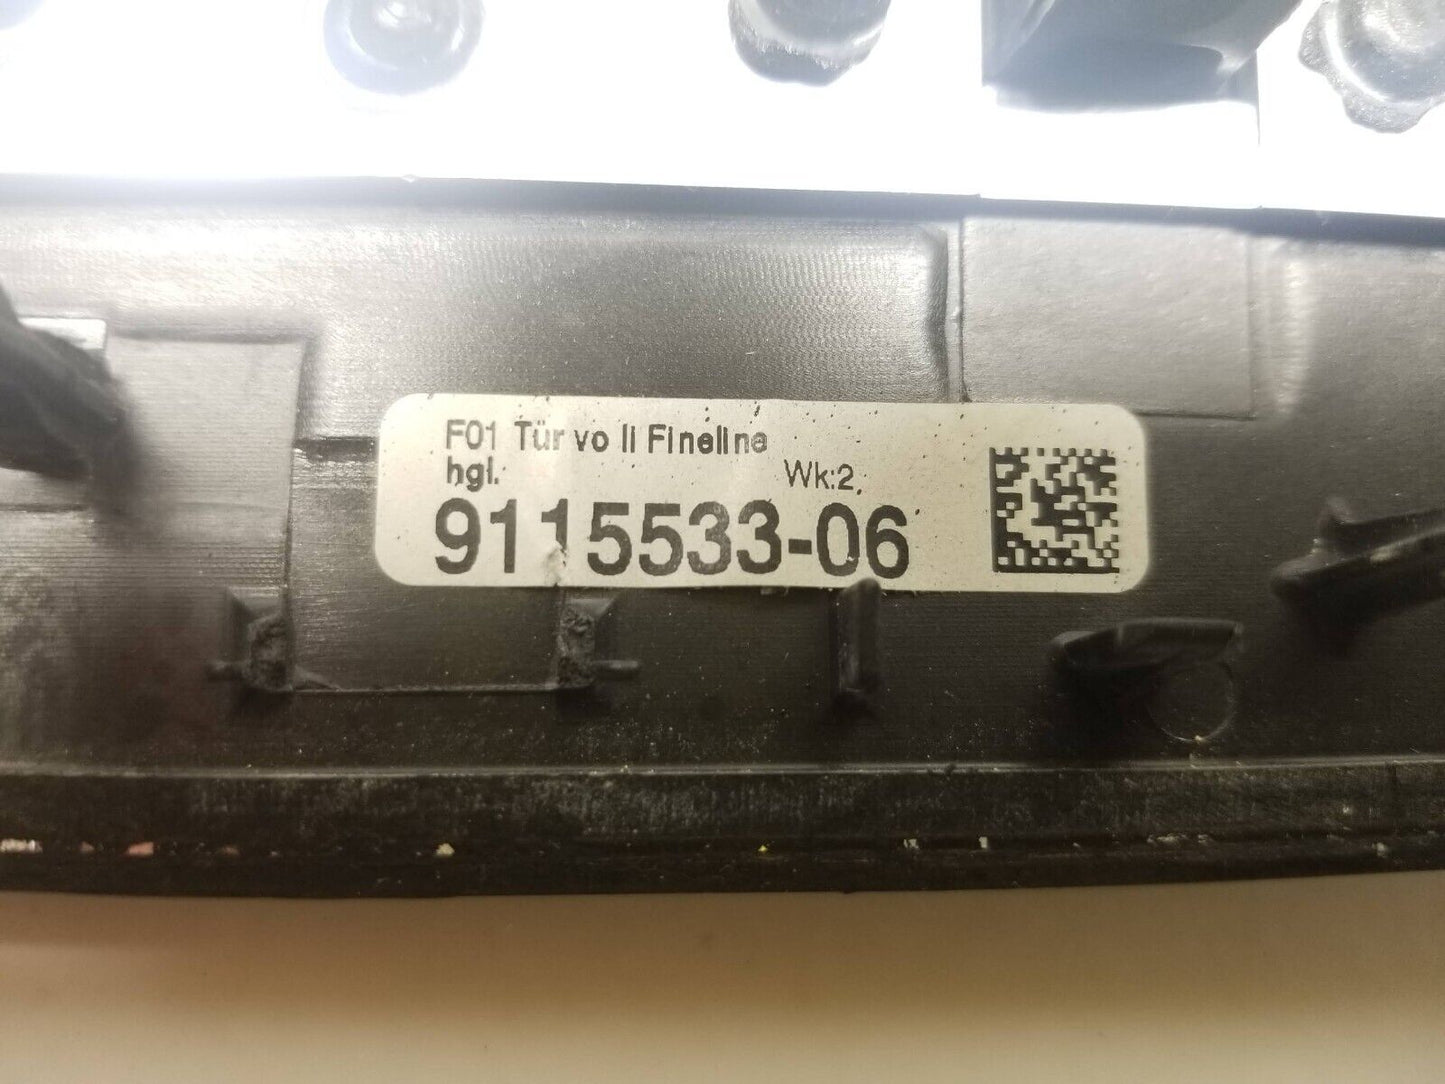 F01 Tür vo li Fineline
hgl. Wk:2
9115533-06